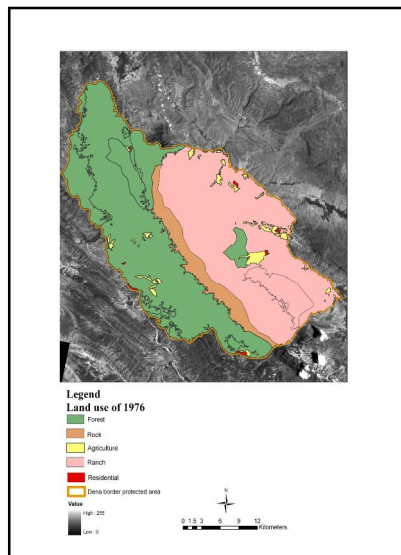 Legend
Land use of 1976
Forest
Rock
Agriculture
Ranch
Residential
Dena border protected area
Value
High : 255
Low : 0
N
0 1.5 3 6 9 12
Kilometers